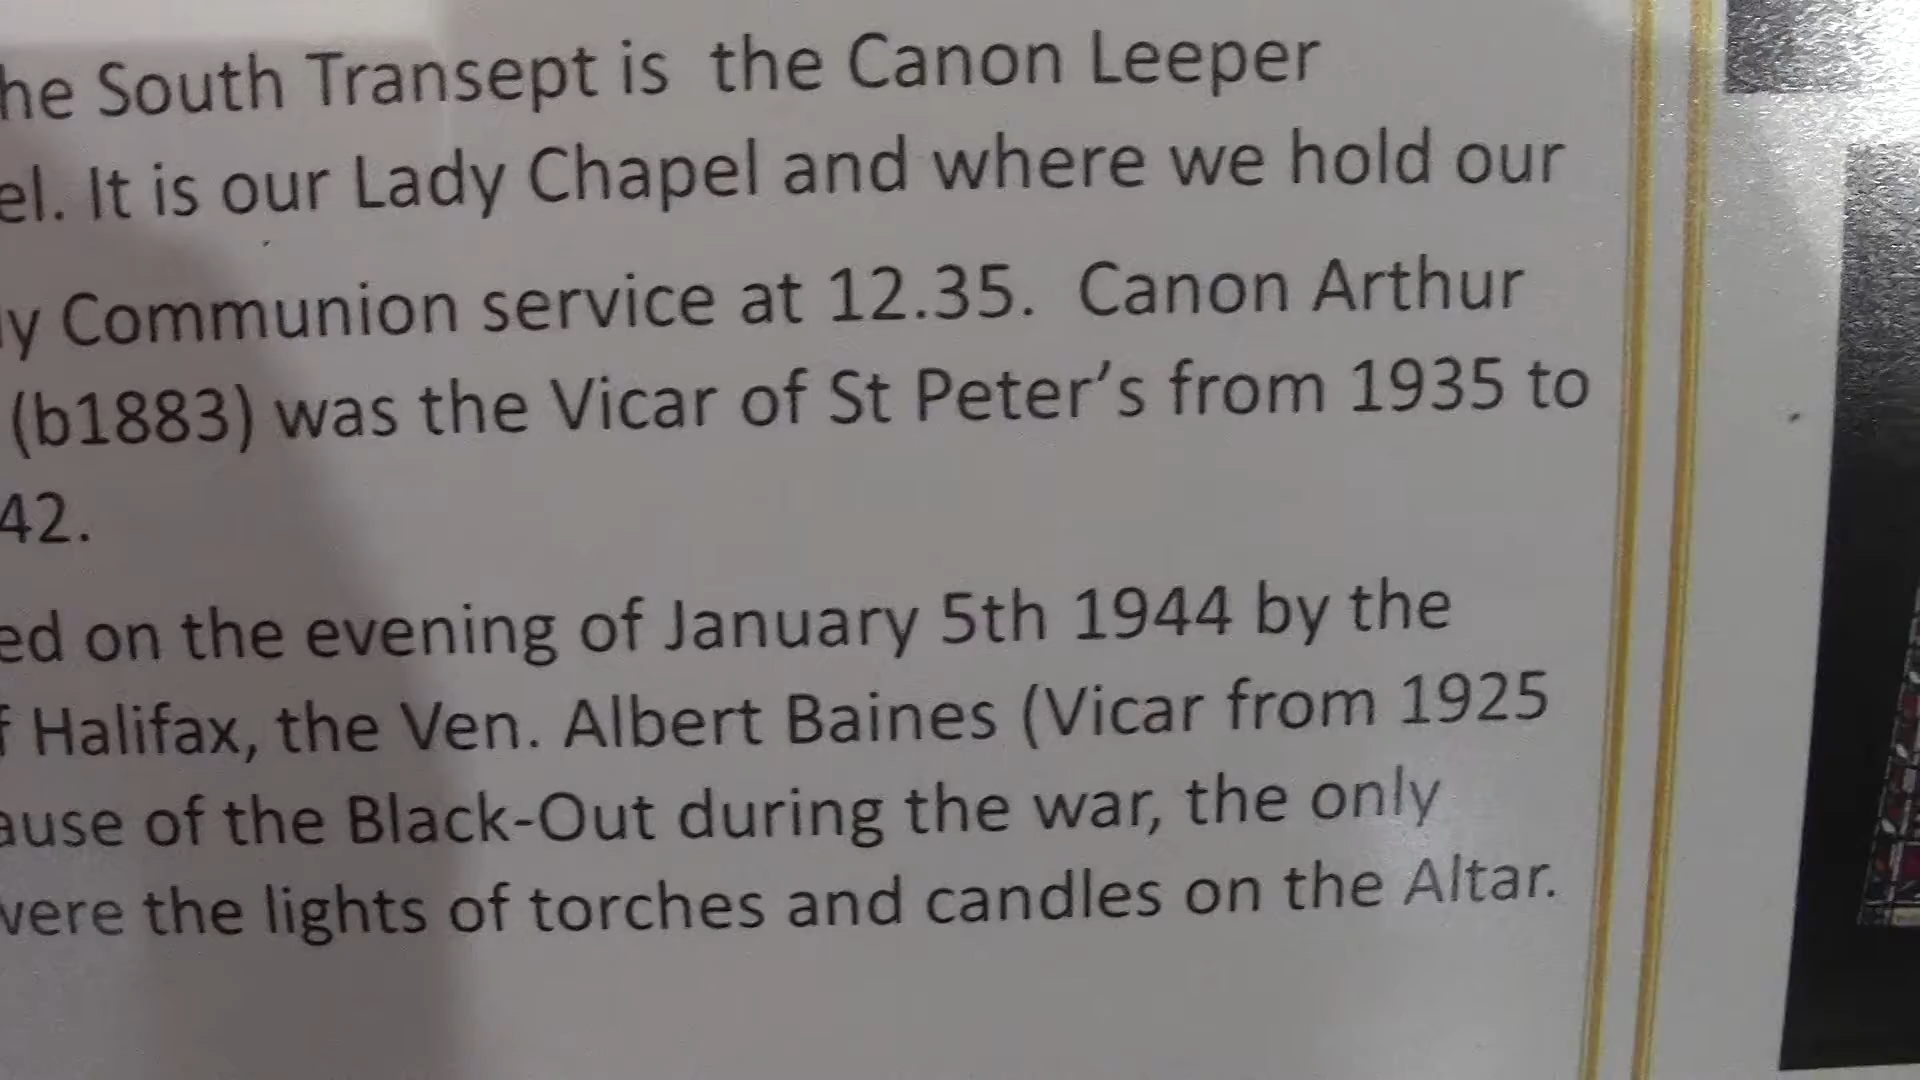 he South Transept is the Canon Leeper
el. It is our Lady Chapel and where we hold our
y Communion service at 12.35. Canon Arthur
(b1883) was the Vicar of St Peter's from 1935 to
42.
ed on the evening of January 5th 1944 by the
f Halifax, the Ven. Albert Baines (Vicar from 1925
ause of the Black-Out during the war, the only
were the lights of torches and candles on the Altar.